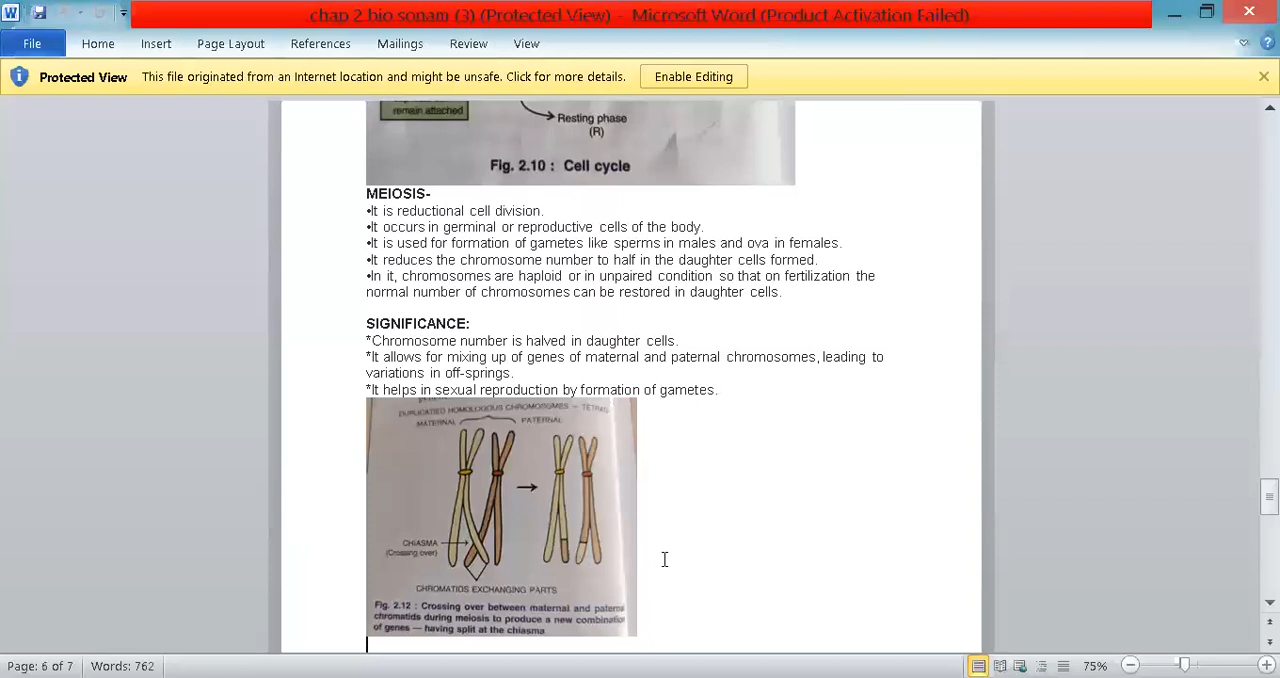 chap 2 bio sonam (3) (Protected View) - Microsoft Word (Product Activation Failed)
File Home Insert Page Layout References Mailings Review View
Protected View This file originated from an Internet location and might be unsafe. Click for more details. Enable Editing
remain attached
Resting phase
(R)
Fig. 2.10 : Cell cycle
MEIOSIS-
•It is reductional cell division.
•It occurs in germinal or reproductive cells of the body.
•It is used for formation of gametes like sperms in males and ova in females.
•It reduces the chromosome number to half in the daughter cells formed.
•In it, chromosomes are haploid or in unpaired condition so that on fertilization the
normal number of chromosomes can be restored in daughter cells.
SIGNIFICANCE:
*Chromosome number is halved in daughter cells.
*It allows for mixing up of genes of maternal and paternal chromosomes, leading to
variations in off-springs.
*It helps in sexual reproduction by formation of gametes.
DUPLICATED HOMOLOGOUS CHROMOSOMES - TETRAD
MATERNAL PATERNAL
CHIASMA
(Crossing over)
CHROMATIDS EXCHANGING PARTS
Fig. 2.12 : Crossing over between maternal and paternal
chromatids during meiosis to produce a new combination
of genes — having split at the chiasma
Page: 6 of 7 Words: 762 75%